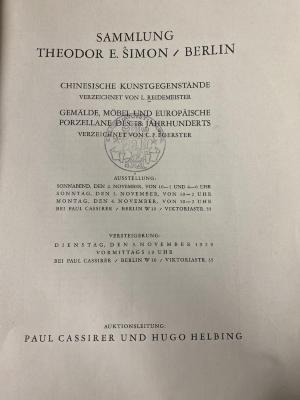 SAMMLUNG
THEODOR E. SIMON / BERLIN
CHINESISCHE KUNSTGEGENSTÄNDE
VERZEICHNET VON L. REIDEMEISTER
GEMÄLDE, MÖBEL UND EUROPÄISCHE
PORZELLANE DES 18. JAHRHUNDERTS
VERZEICHNET VON C. F. FOERSTER
AUSSTELLUNG:
SONNABEND, DEN 2. NOVEMBER, VON 10—2 UND 4—6 UHR
SONNTAG, DEN 3. NOVEMBER, VON 10—2 UHR
MONTAG, DEN 4. NOVEMBER, VON 10—2 UHR
BEI PAUL CASSIRER / BERLIN W 10 / VIKTORIASTR. 35
VERSTEIGERUNG:
DIENSTAG, DEN 5. NOVEMBER 1929
VORMITTAGS 10 UHR
BEI PAUL CASSIRER / BERLIN W 10 / VIKTORIASTR. 35
AUKTIONSLEITUNG:
PAUL CASSIRER UND HUGO HELBING